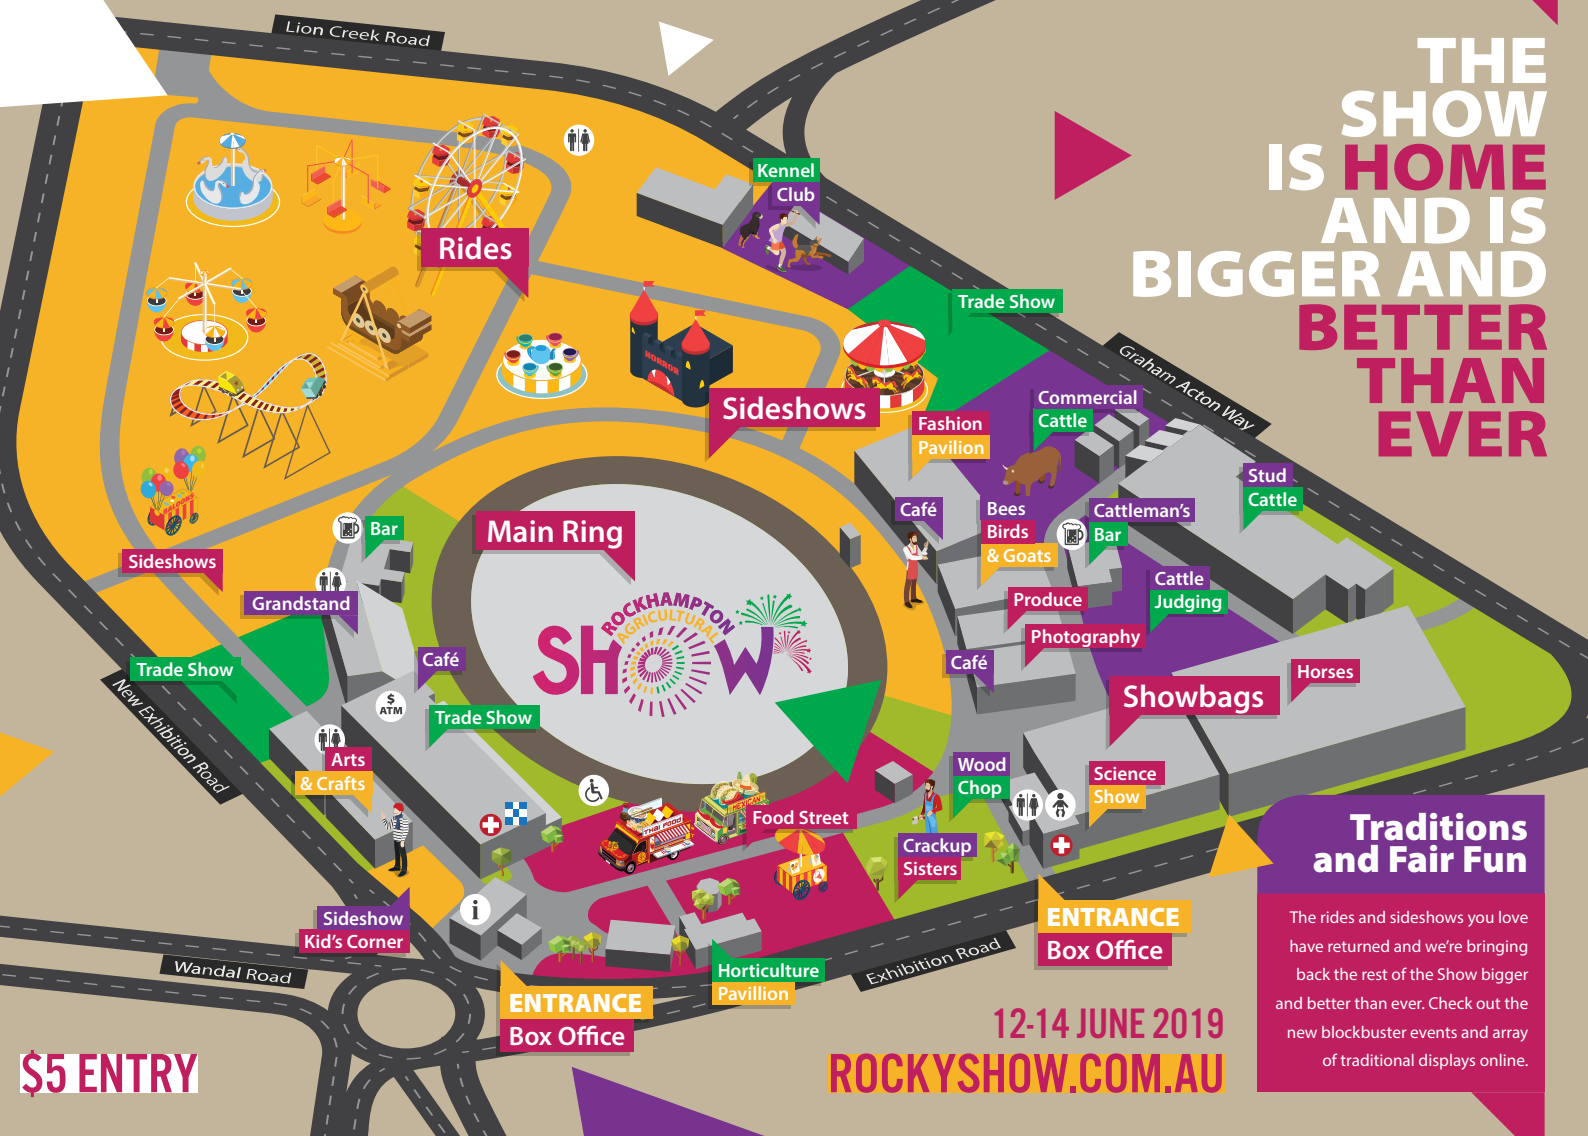 Lion Creek Road
THE
SHOW
IS HOME
AND IS
BIGGER AND
BETTER
THAN
EVER
Kennel
Club
Rides
Trade Show
Graham Acton Way
HORROR
Sideshows
Commercial
Cattle
Fashion
Pavilion
Stud
Cattle
Café
Bees
Birds
& Goats
Cattleman's
Bar
Bar
Main Ring
Sideshows
Grandstand
Cattle
Judging
Produce
Photography
ROCKHAMPTON
AGRICULTURAL
SHOW
Café
Café
Trade Show
Horses
Showbags
New Exhibition Road
$
ATM
Trade Show
Arts
& Crafts
Wood
Chop
Science
Show
MEXICAN
THAI FOOD
Food Street
Crackup
Sisters
Traditions
and Fair Fun
Sideshow
Kid's Corner
i
ENTRANCE
Box Office
The rides and sideshows you love
have returned and we're bringing
back the rest of the Show bigger
and better than ever. Check out the
new blockbuster events and array
of traditional displays online.
Wandal Road
Exhibition Road
Horticulture
Pavillion
ENTRANCE
Box Office
12-14 JUNE 2019
ROCKYSHOW.COM.AU
$5 ENTRY